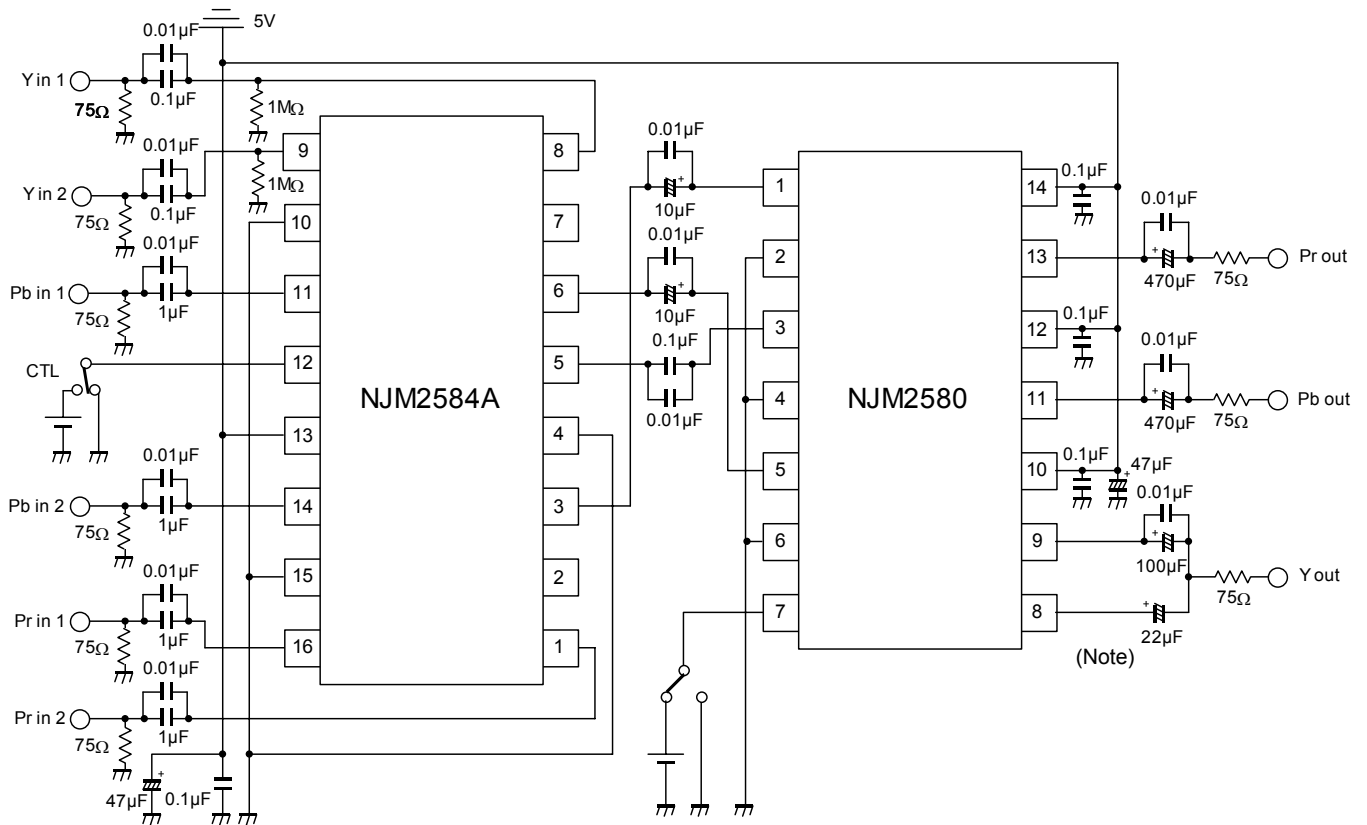 5V
0.01µF
Y in 1
75Ω
0.1µF
1MΩ
0.01µF
9
8
0.01µF
Y in 2
75Ω
0.1µF
1MΩ
10
7
10µF
1
14
0.1µF
0.01µF
0.01µF
0.01µF
Pb in 1
75Ω
1µF
11
6
10µF
2
13
470µF
75Ω
Pr out
0.1µF
3
12
0.1µF
CTL
12
5
0.01µF
0.01µF
NJM2584A
NJM2580
4
11
470µF
75Ω
Pb out
13
4
0.01µF
5
10
0.1µF
47µF
Pb in 2
75Ω
1µF
14
3
0.01µF
6
9
100µF
15
2
Y out
75Ω
0.01µF
Pr in 1
75Ω
1µF
16
1
7
8
22µF
(Note)
0.01µF
Pr in 2
75Ω
1µF
47µF
0.1µF